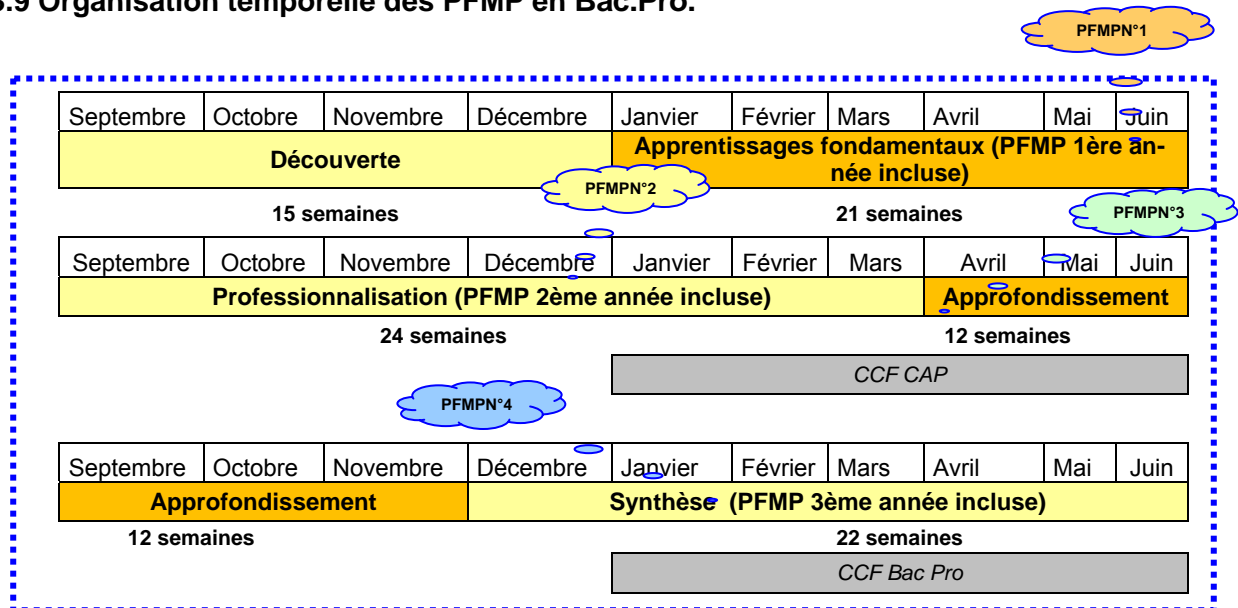 3.9 Organisation temporelle des PFMP en Bac.Pro.
PFMPN°1
Septembre Octobre Novembre Décembre Janvier Février Mars Avril Mai Juin
Découverte
Apprentissages fondamentaux (PFMP 1ère an-
née incluse)
PFMPN°2
15 semaines
21 semaines
PFMPN°3
Septembre Octobre Novembre Décembre Janvier Février Mars Avril Mai Juin
Professionnalisation (PFMP 2ème année incluse)
Approfondissement
24 semaines
12 semaines
CCF CAP
PFMPN°4
Septembre Octobre Novembre Décembre Janvier Février Mars Avril Mai Juin
Approfondissement
Synthèse (PFMP 3ème année incluse)
12 semaines
22 semaines
CCF Bac Pro